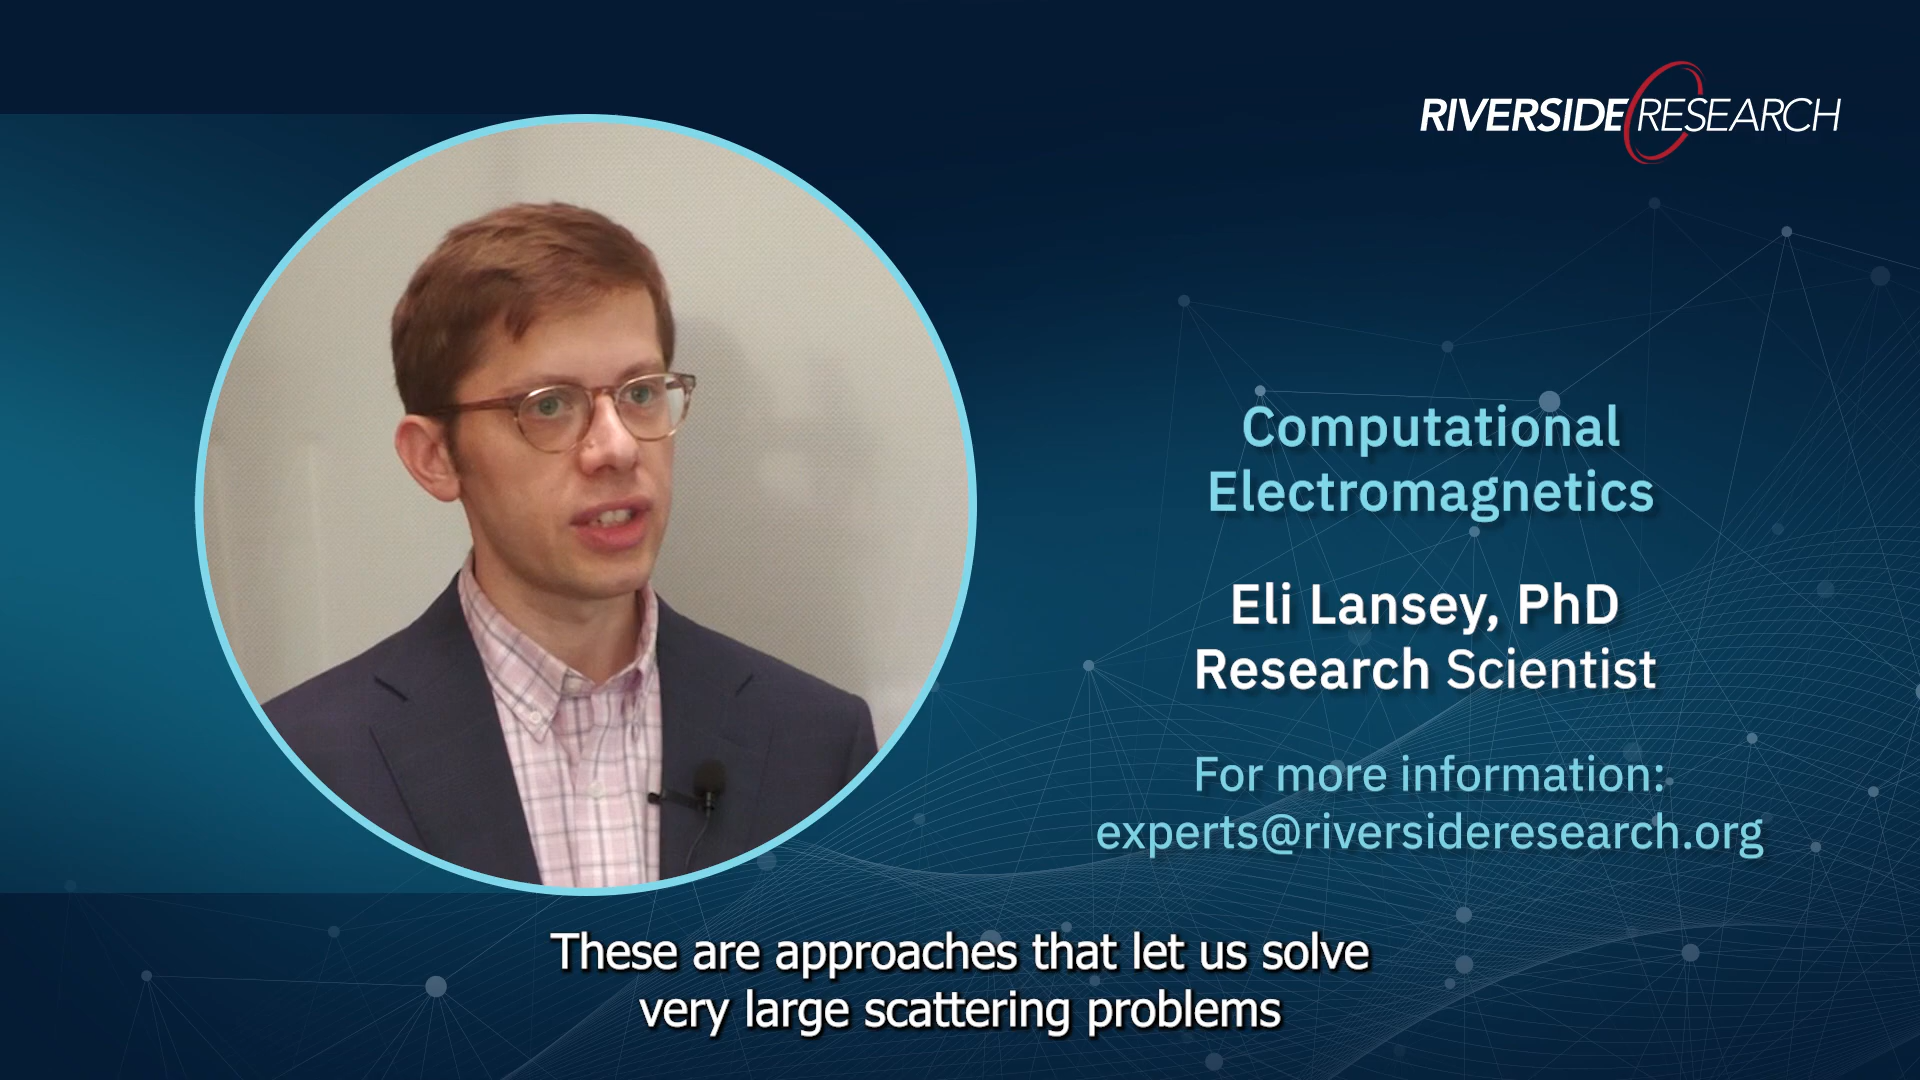 RIVERSIDE RESEARCH
Computational
Electromagnetics
Eli Lansey, PhD
Research Scientist
For more information:
experts@riversideresearch.org
These are approaches that let us solve
very large scattering problems